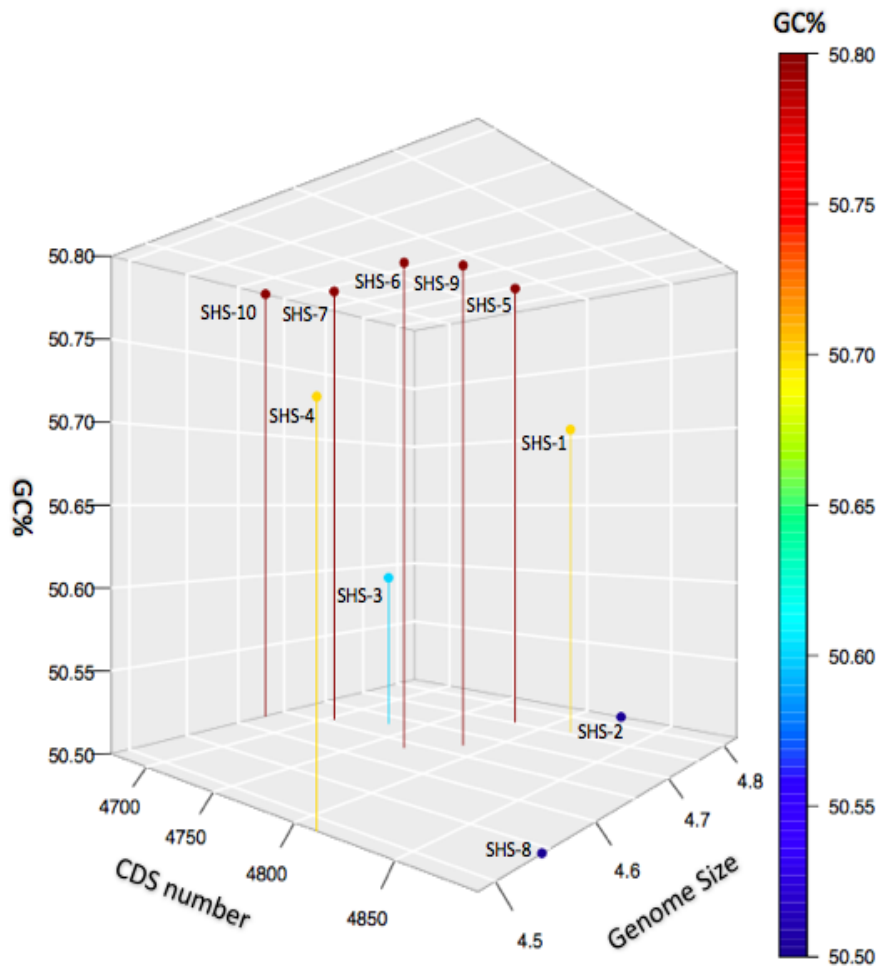 GC%
50.80
50.75
50.70
50.65
50.60
50.55
50.50
50.80
50.75
50.70
50.65
50.60
50.55
50.50
GC%
SHS-6
SHS-9
SHS-10
SHS-7
SHS-5
SHS-4
SHS-1
SHS-3
SHS-2
SHS-8
4700
4750
4800
4850
CDS number
4.5
4.6
4.7
4.8
Genome Size